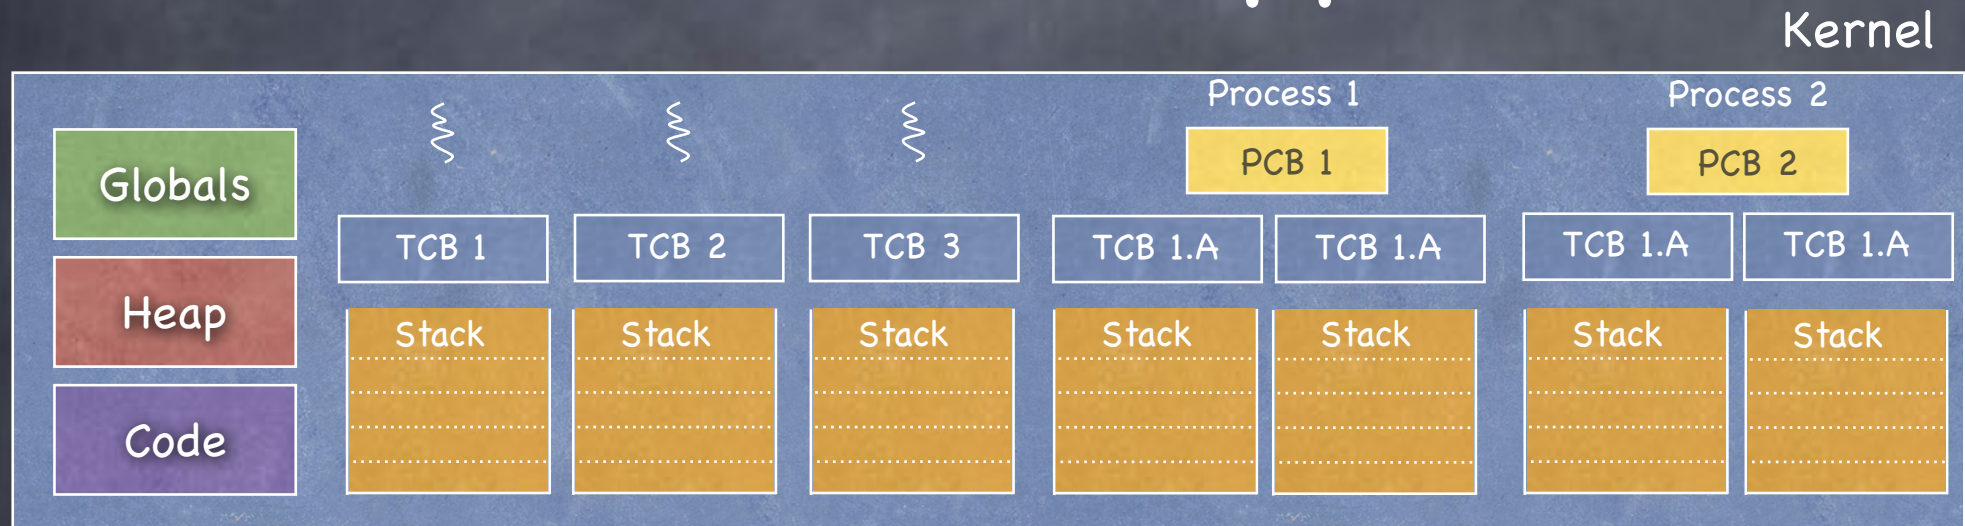 Kernel
Process 1
Process 2
Globals
PCB 1
PCB 2
TCB 1
TCB 2
TCB 3
TCB 1.A
TCB 1.A
TCB 1.A
TCB 1.A
Heap
Stack
Stack
Stack
Stack
Stack
Stack
Stack
Code